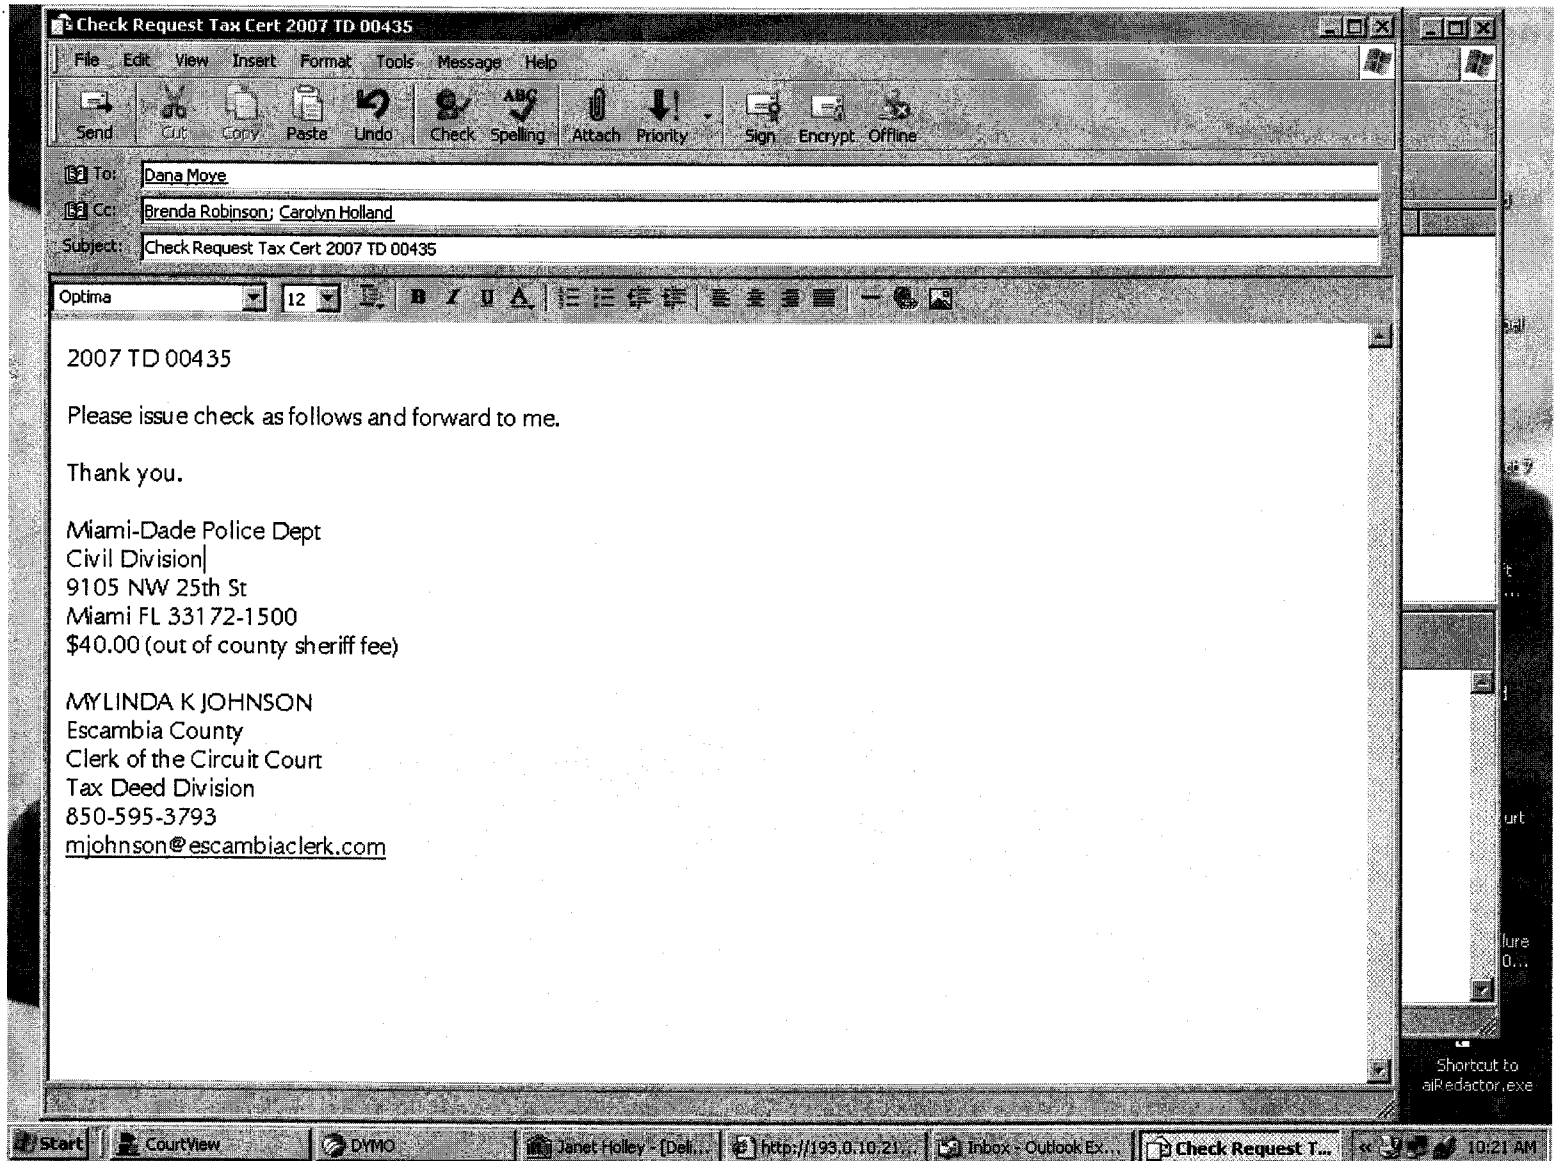 Check Request Tax Cert 2007 TD 00435
File Edit View Insert Format Tools Message Help
Send Cut Copy Paste Undo Check Spelling Attach Priority Sign Encrypt Offline
To: Dana Moye
Cc: Brenda Robinson; Carolyn Holland
Subject: Check Request Tax Cert 2007 TD 00435
Optima 12
2007 TD 00435
Please issue check as follows and forward to me.
Thank you.
Miami-Dade Police Dept
Civil Division
9105 NW 25th St
Miami FL 33172-1500
$40.00 (out of county sheriff fee)
MYLINDA K JOHNSON
Escambia County
Clerk of the Circuit Court
Tax Deed Division
850-595-3793
mjohnson@escambiaclerk.com
urt
lure
0...
Shortcut to
aiRedactor.exe
Start CourtView DYMO Janet Holley - [Deli... http://193.0.10.21... Inbox - Outlook Ex... Check Request T... « 10:21 AM